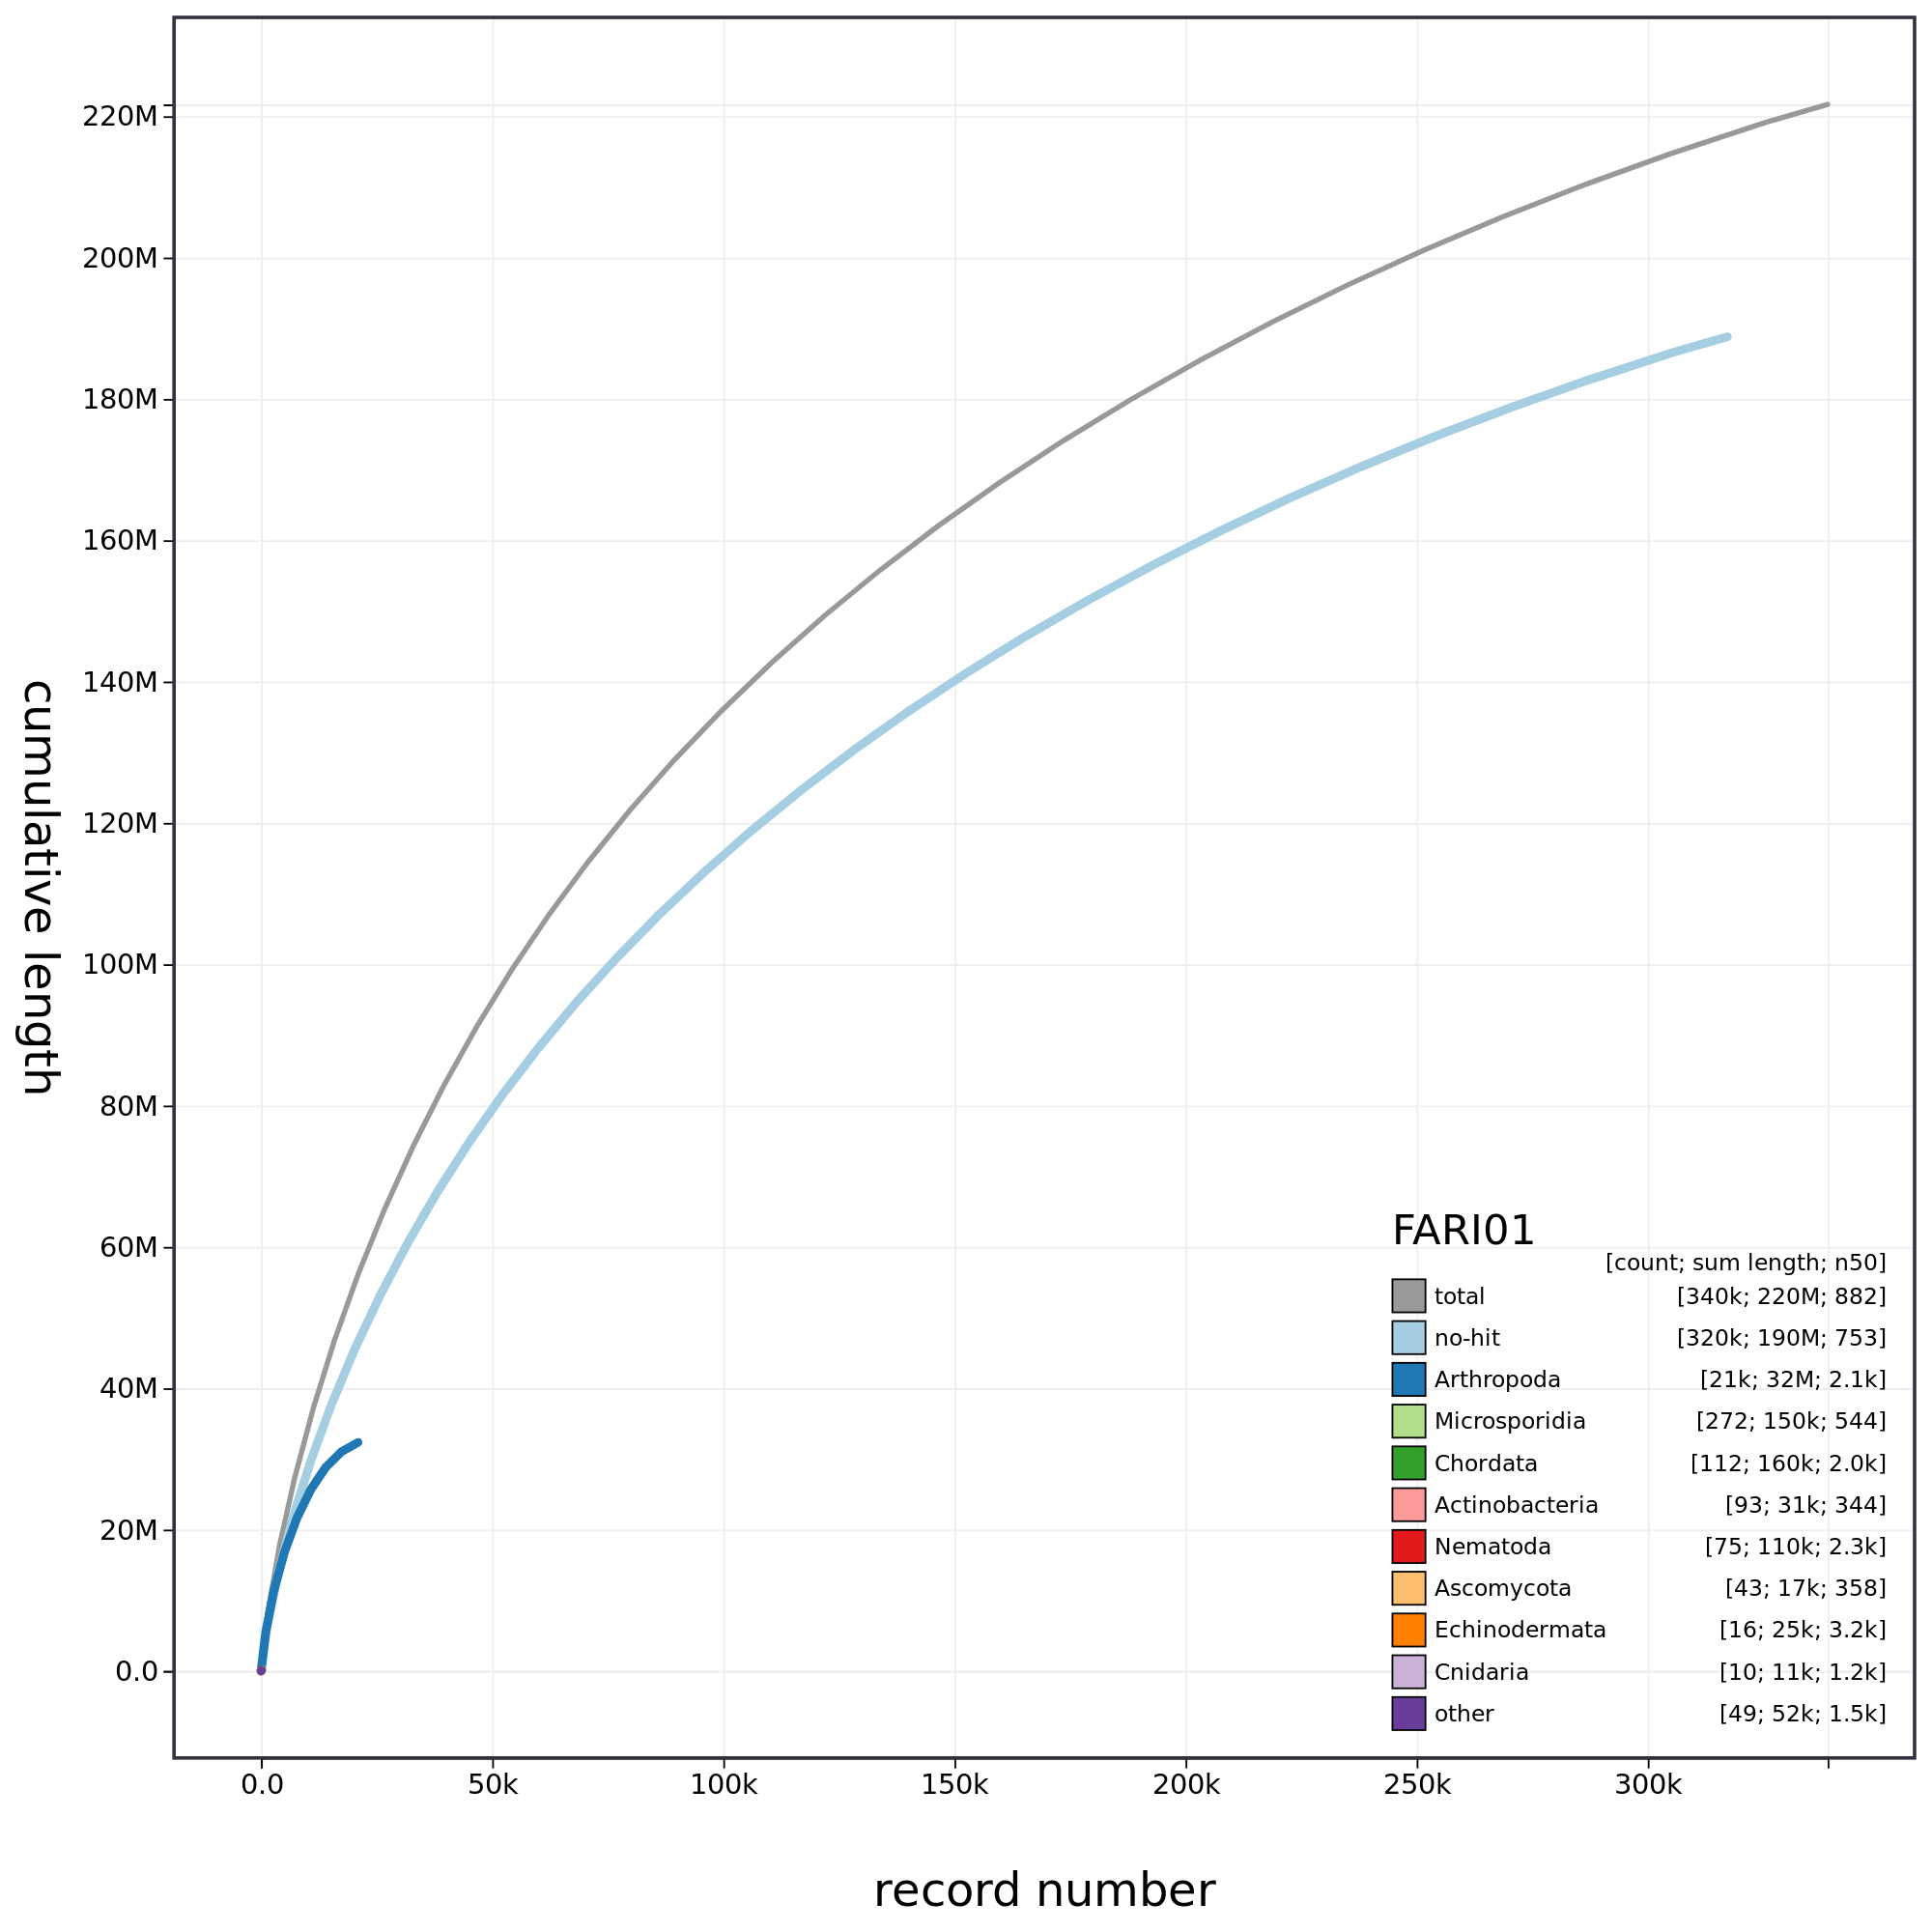 220M
200M
180M
160M
140M
120M
100M
80M
60M
40M
20M
0.0
cumulative length
FARI01
[count; sum length; n50]
total [340k; 220M; 882]
no-hit [320k; 190M; 753]
Arthropoda [21k; 32M; 2.1k]
Microsporidia [272; 150k; 544]
Chordata [112; 160k; 2.0k]
Actinobacteria [93; 31k; 344]
Nematoda [75; 110k; 2.3k]
Ascomycota [43; 17k; 358]
Echinodermata [16; 25k; 3.2k]
Cnidaria [10; 11k; 1.2k]
other [49; 52k; 1.5k]
0.0 50k 100k 150k 200k 250k 300k
record number